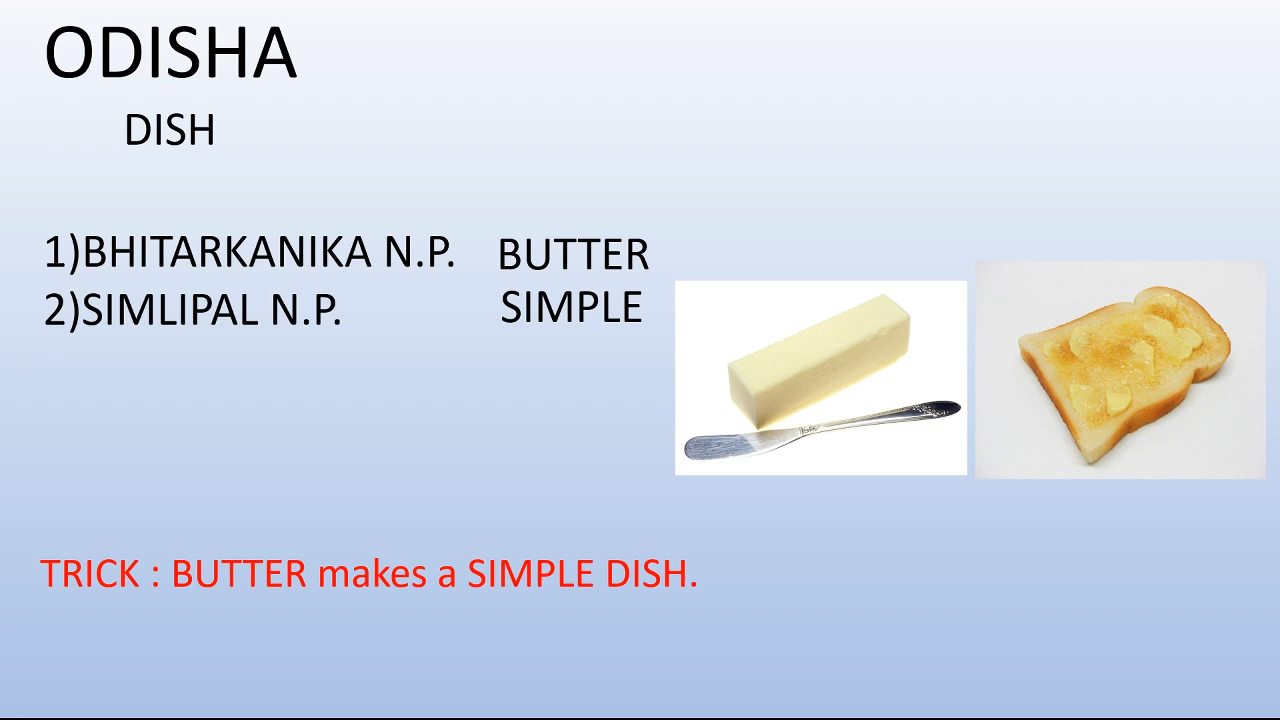 ODISHA
DISH
1)BHITARKANIKA N.P. BUTTER
2)SIMLIPAL N.P. SIMPLE
TRICK : BUTTER makes a SIMPLE DISH.